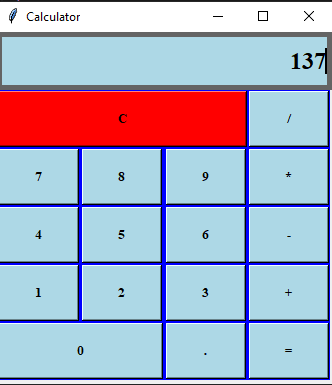 Calculator
137
C /
7 8 9 *
4 5 6 -
1 2 3 +
0 . =